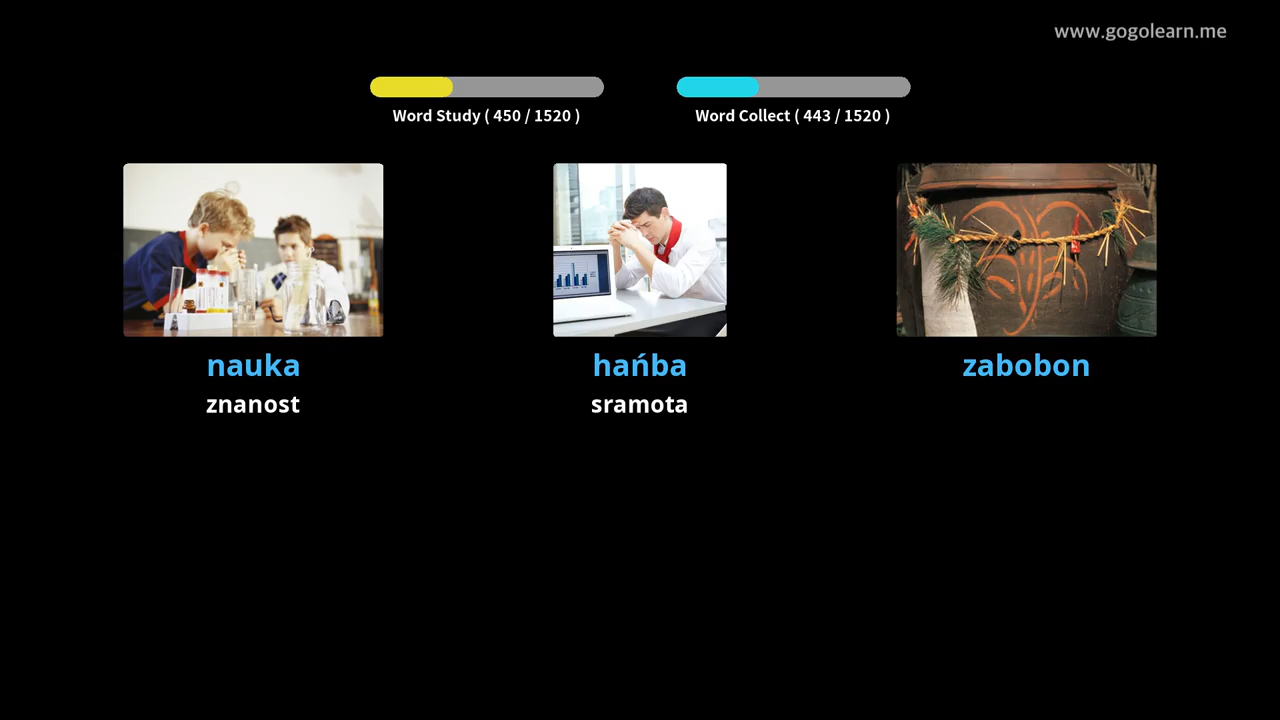 www.gogolearn.me
Word Study ( 450 / 1520 )
Word Collect ( 443 / 1520 )
nauka
hańba
zabobon
znanost
sramota